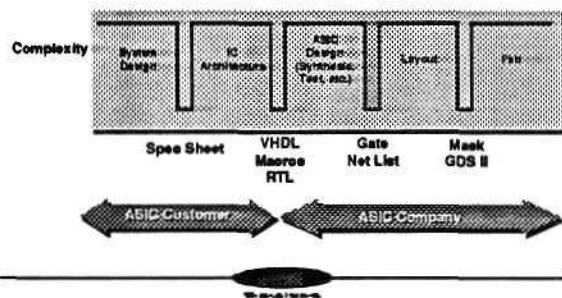 Complexity
System
Design
IC
Architecture
ASIC
Design
(Synthesis,
Test, etc.)
Layout
Fab
Spec Sheet
VHDL
Macros
RTL
Gate
Net List
Mask
GDS II
ASIC Customer
ASIC Company